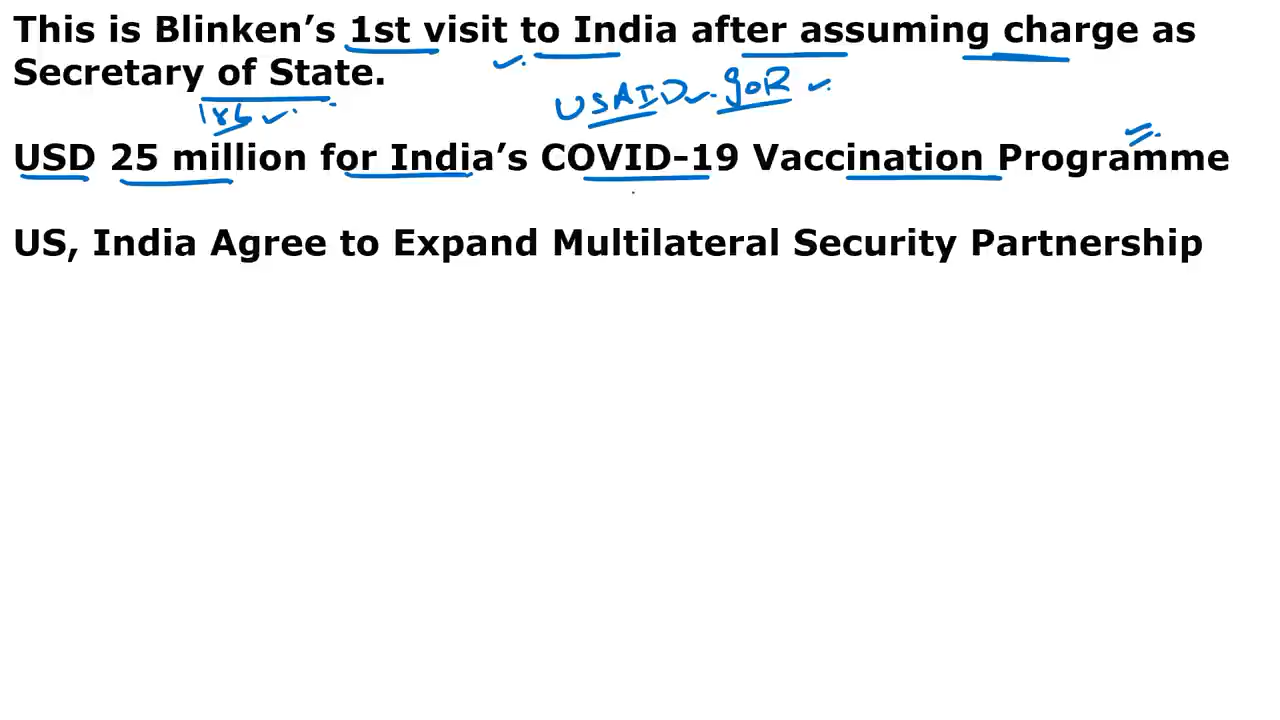 This is Blinken’s 1st visit to India after assuming charge as
Secretary of State.
USAID
USD 25 million for India’s COVID-19 Vaccination Programme
US, India Agree to Expand Multilateral Security Partnership